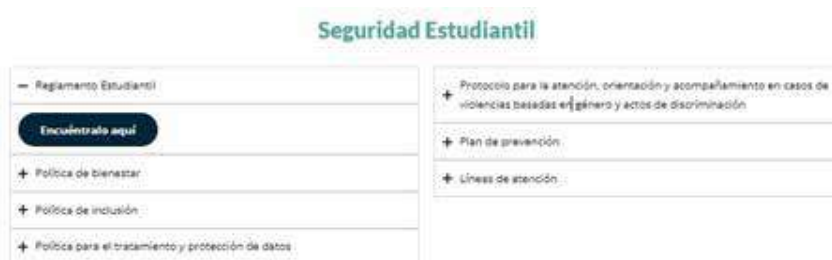 Seguridad Estudiantil
— Reglamento Estudiantil
Encuéntralo aquí
+ Política de bienestar
+ Política de inclusión
+ Política para el tratamiento y protección de datos
+ Protocolo para la atención, orientación y acompañamiento en casos de
violencias basadas en género y actos de discriminación
+ Plan de prevención
+ Líneas de atención